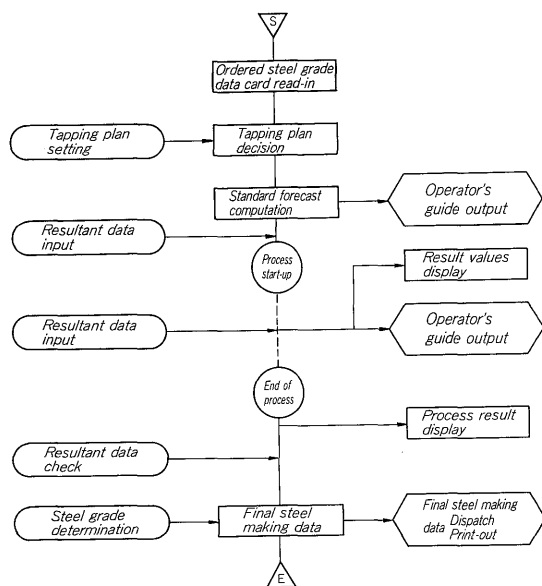 S
Ordered steel grade
data card read-in
Tapping plan
setting
Tapping plan
decision
Standard forecast
computation
Operator's
guide output
Resultant data
input
Process
start-up
Result values
display
Resultant data
input
Operator's
guide output
End of
process
Process result
display
Resultant data
check
Steel grade
determination
Final steel
making data
Final steel making
data Dispatch
Print-out
E